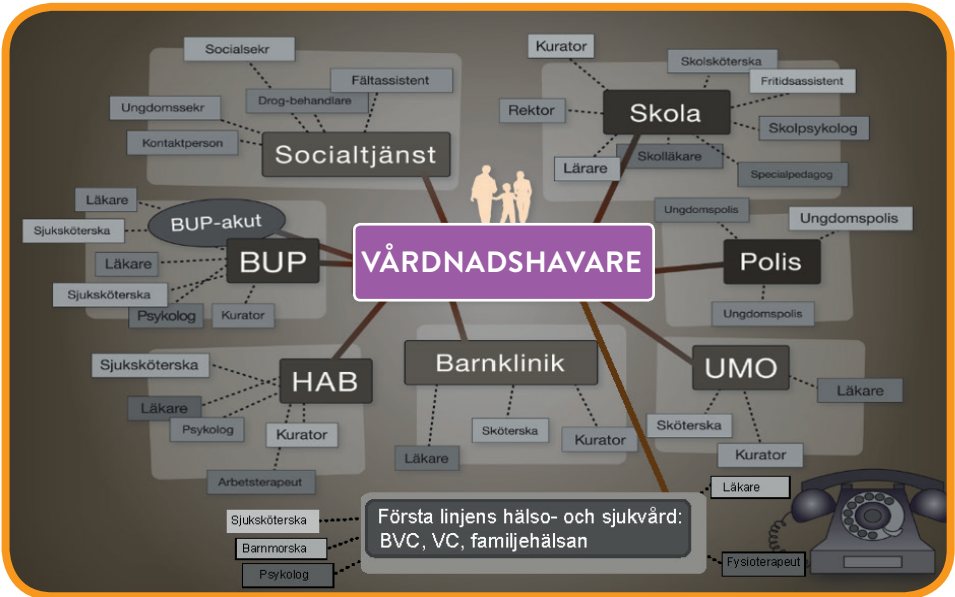 Socialsekr
Fältassistent
Drog-behandlare
Ungdomssekr
Kontaktperson
Socialtjänst
Kurator
Skolsköterska
Fritidsassistent
Rektor
Skola
Skolpsykolog
Lärare
Skolläkare
Specialpedagog
Läkare
BUP-akut
Sjuksköterska
BUP
Läkare
Sjuksköterska
Psykolog
Kurator
VÅRDNADSHAVARE
Ungdomspolis
Ungdomspolis
Polis
Ungdomspolis
Sjuksköterska
HAB
Läkare
Psykolog
Kurator
Arbetsterapeut
Barnklinik
Sköterska
Kurator
Läkare
UMO
Läkare
Sköterska
Kurator
Läkare
Sjuksköterska
Första linjens hälso- och sjukvård:
BVC, VC, familjehälsan
Barnmorska
Psykolog
Fysioterapeut